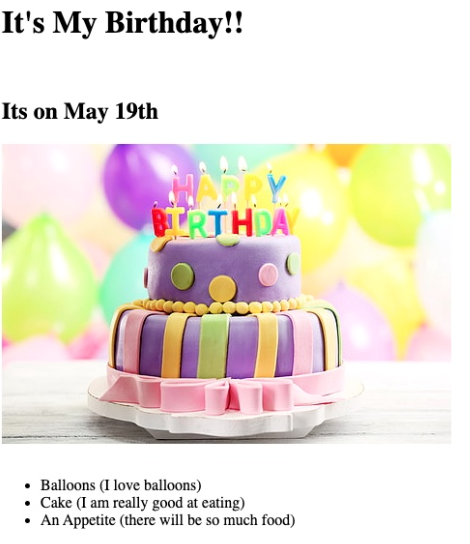 It's My Birthday!!
Its on May 19th
HAPPY
BIRTHDAY
Balloons (I love balloons)
Cake (I am really good at eating)
An Appetite (there will be so much food)